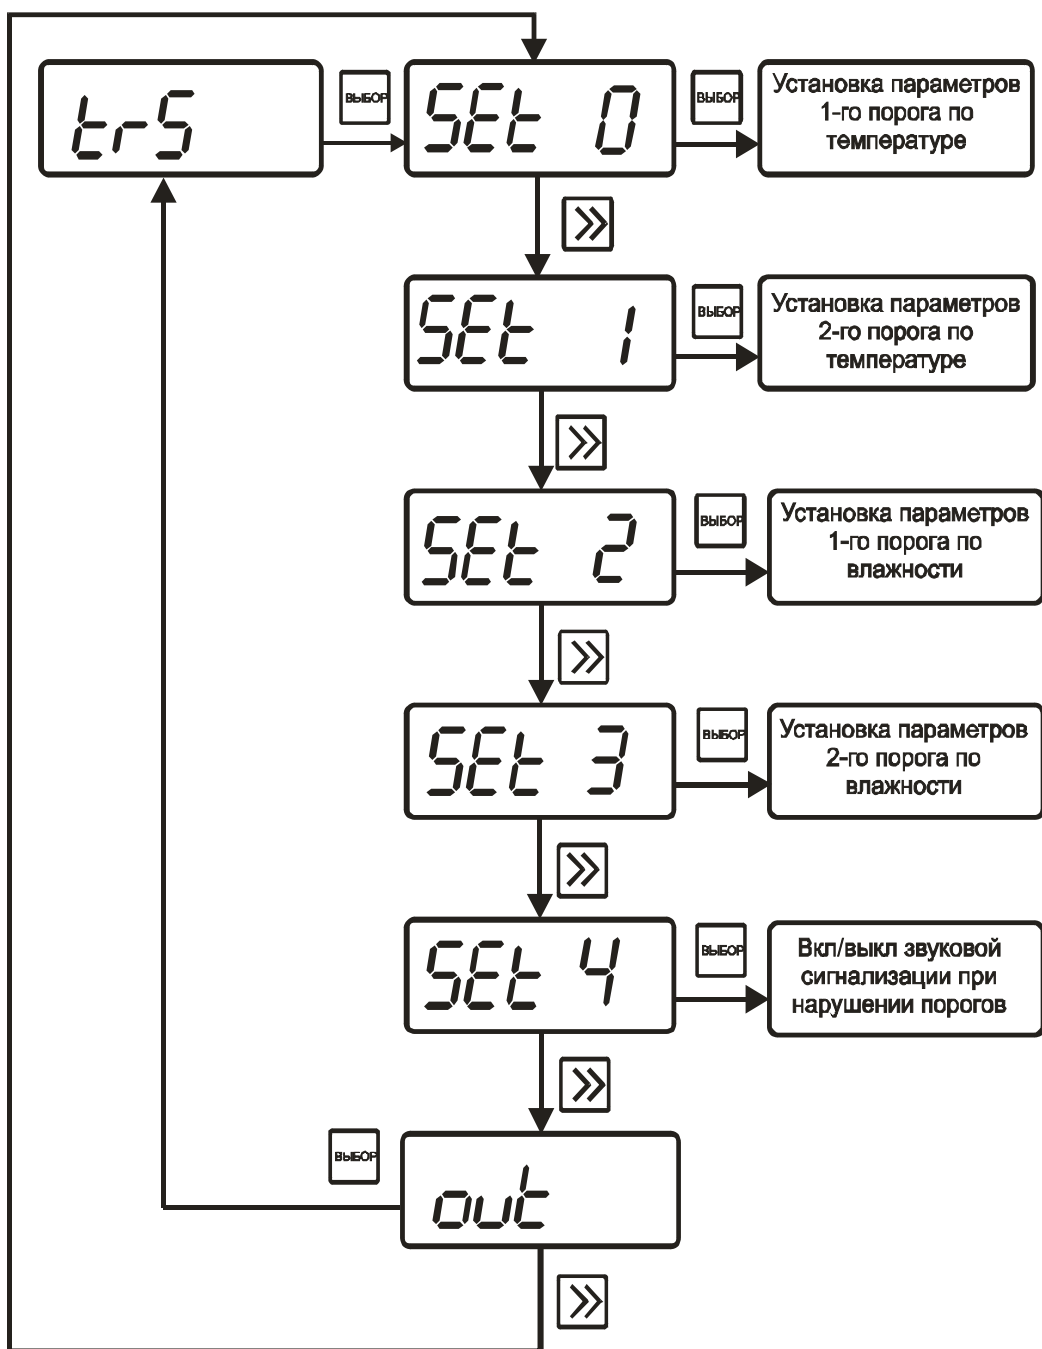 trS
ВЫБОР
SEt 0
ВЫБОР
Установка параметров
1-го порога по
температуре
SEt 1
ВЫБОР
Установка параметров
2-го порога по
температуре
SEt 2
ВЫБОР
Установка параметров
1-го порога по
влажности
SEt 3
ВЫБОР
Установка параметров
2-го порога по
влажности
SEt 4
ВЫБОР
Вкл/выкл звуковой
сигнализации при
нарушении порогов
ВЫБОР
out